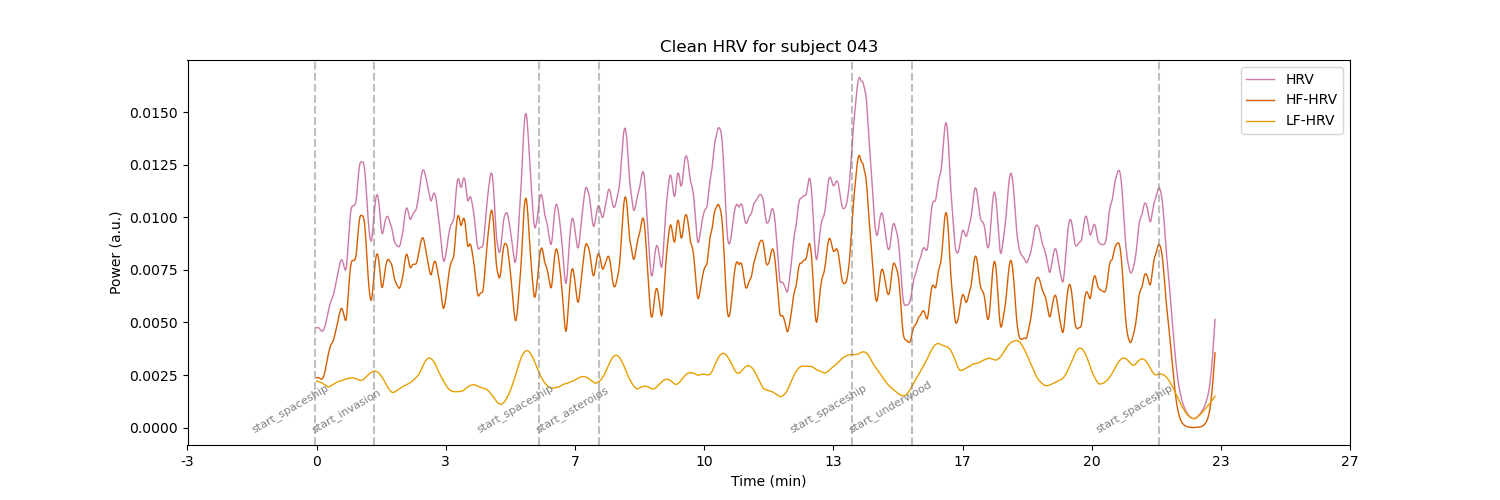 Clean HRV for subject 043
HRV
HF-HRV
LF-HRV
Power (a.u.)
0.0150
0.0125
0.0100
0.0075
0.0050
0.0025
0.0000
start_spaceship
start_invasion
start_spaceship
start_asteroids
start_spaceship
start_underwood
start_spaceship
-3
0
3
7
10
13
17
20
23
27
Time (min)